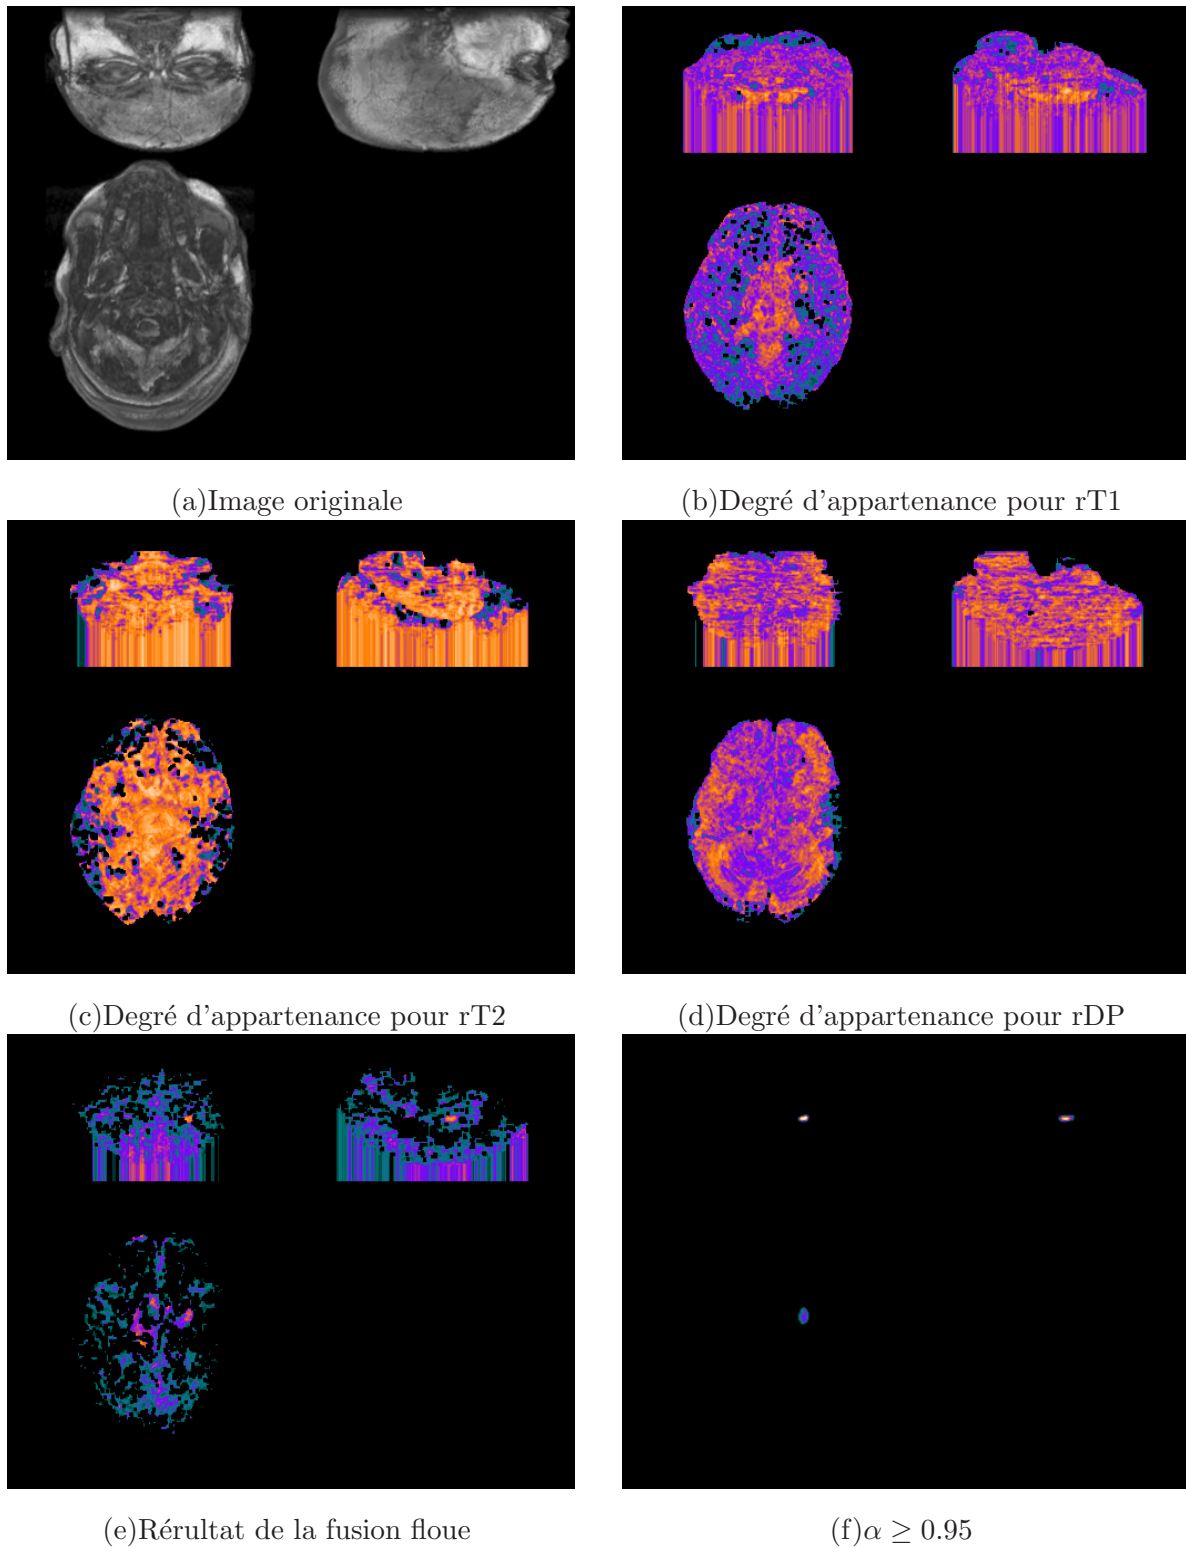 (a)Image originale
(b)Degré d'appartenance pour rT1
(c)Degré d'appartenance pour rT2
(d)Degré d'appartenance pour rDP
(e)Rérultat de la fusion floue
(f)α ≥ 0.95